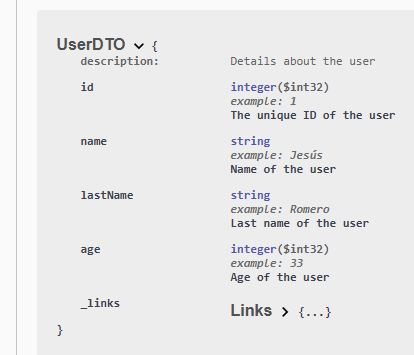 UserDTO {
description: Details about the user
id integer($int32)
example: 1
The unique ID of the user
name string
example: Jesús
Name of the user
lastName string
example: Romero
Last name of the user
age integer($int32)
example: 33
Age of the user
_links Links > {...}
}